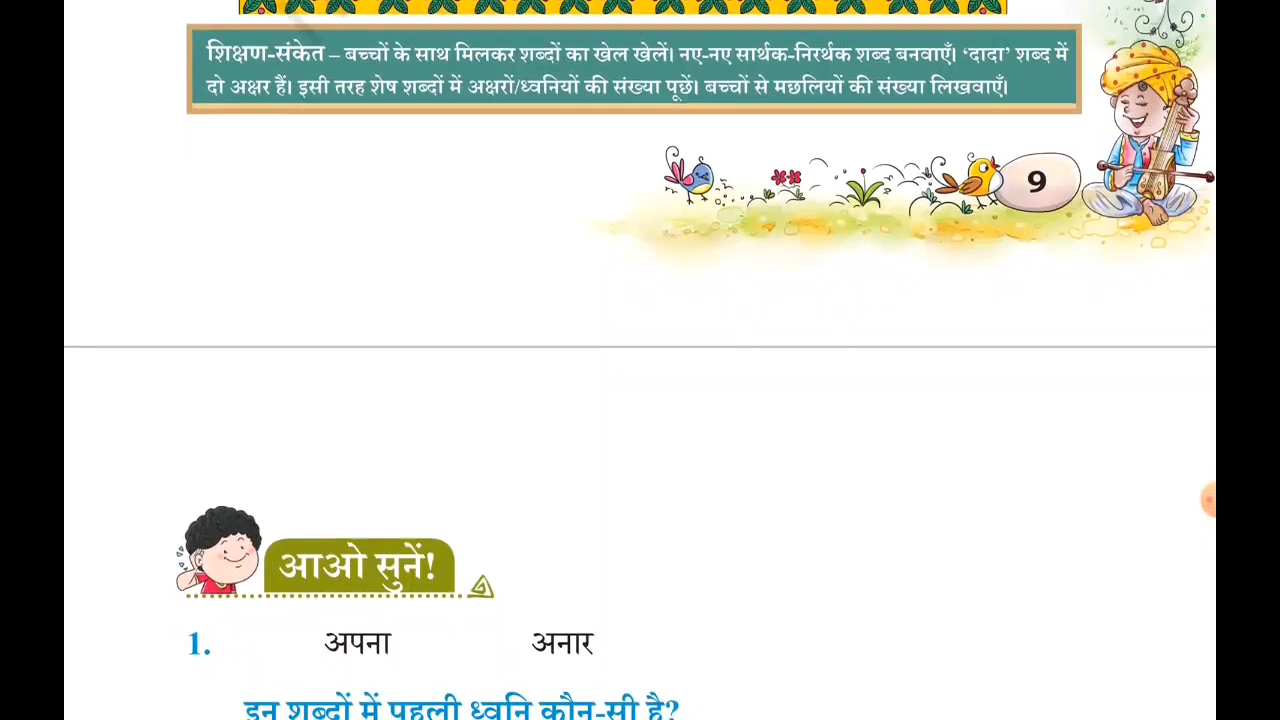 शिक्षण-संकेत – बच्चों के साथ मिलकर शब्दों का खेल खेलें। नए-नए सार्थक-निरर्थक शब्द बनवाएँ। ‘दादा’ शब्द में
दो अक्षर हैं। इसी तरह शेष शब्दों में अक्षरों/ध्वनियों की संख्या पूछें। बच्चों से मछलियों की संख्या लिखवाएँ।
9
आओ सुनें!
1. अपना अनार
इन शब्दों में पहली ध्वनि कौन-सी है?